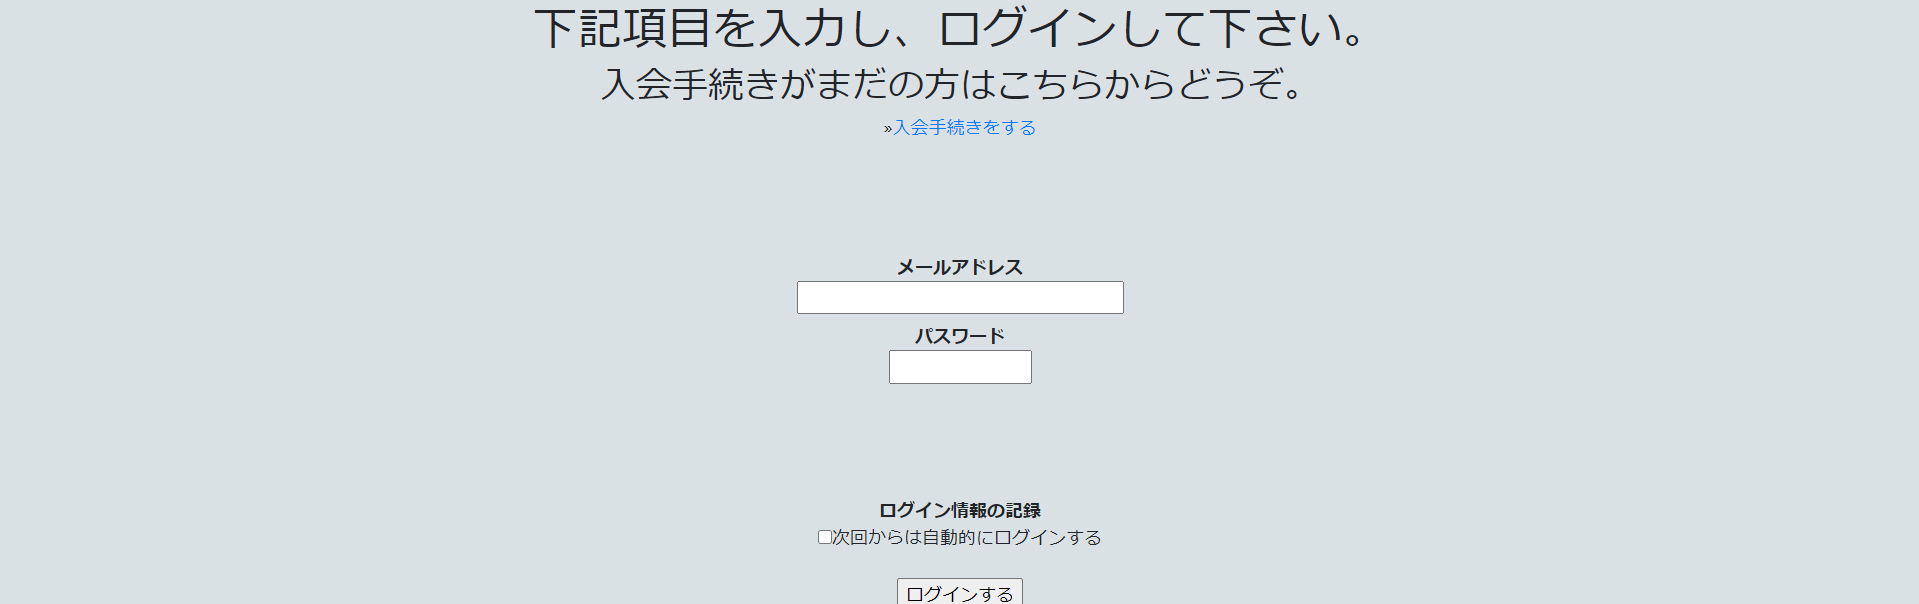 下記項目を入力し、ログインして下さい。
入会手続きがまだの方はこちらからどうぞ。
»入会手続きをする
メールアドレス
パスワード
ログイン情報の記録
次回からは自動的にログインする
ログインする